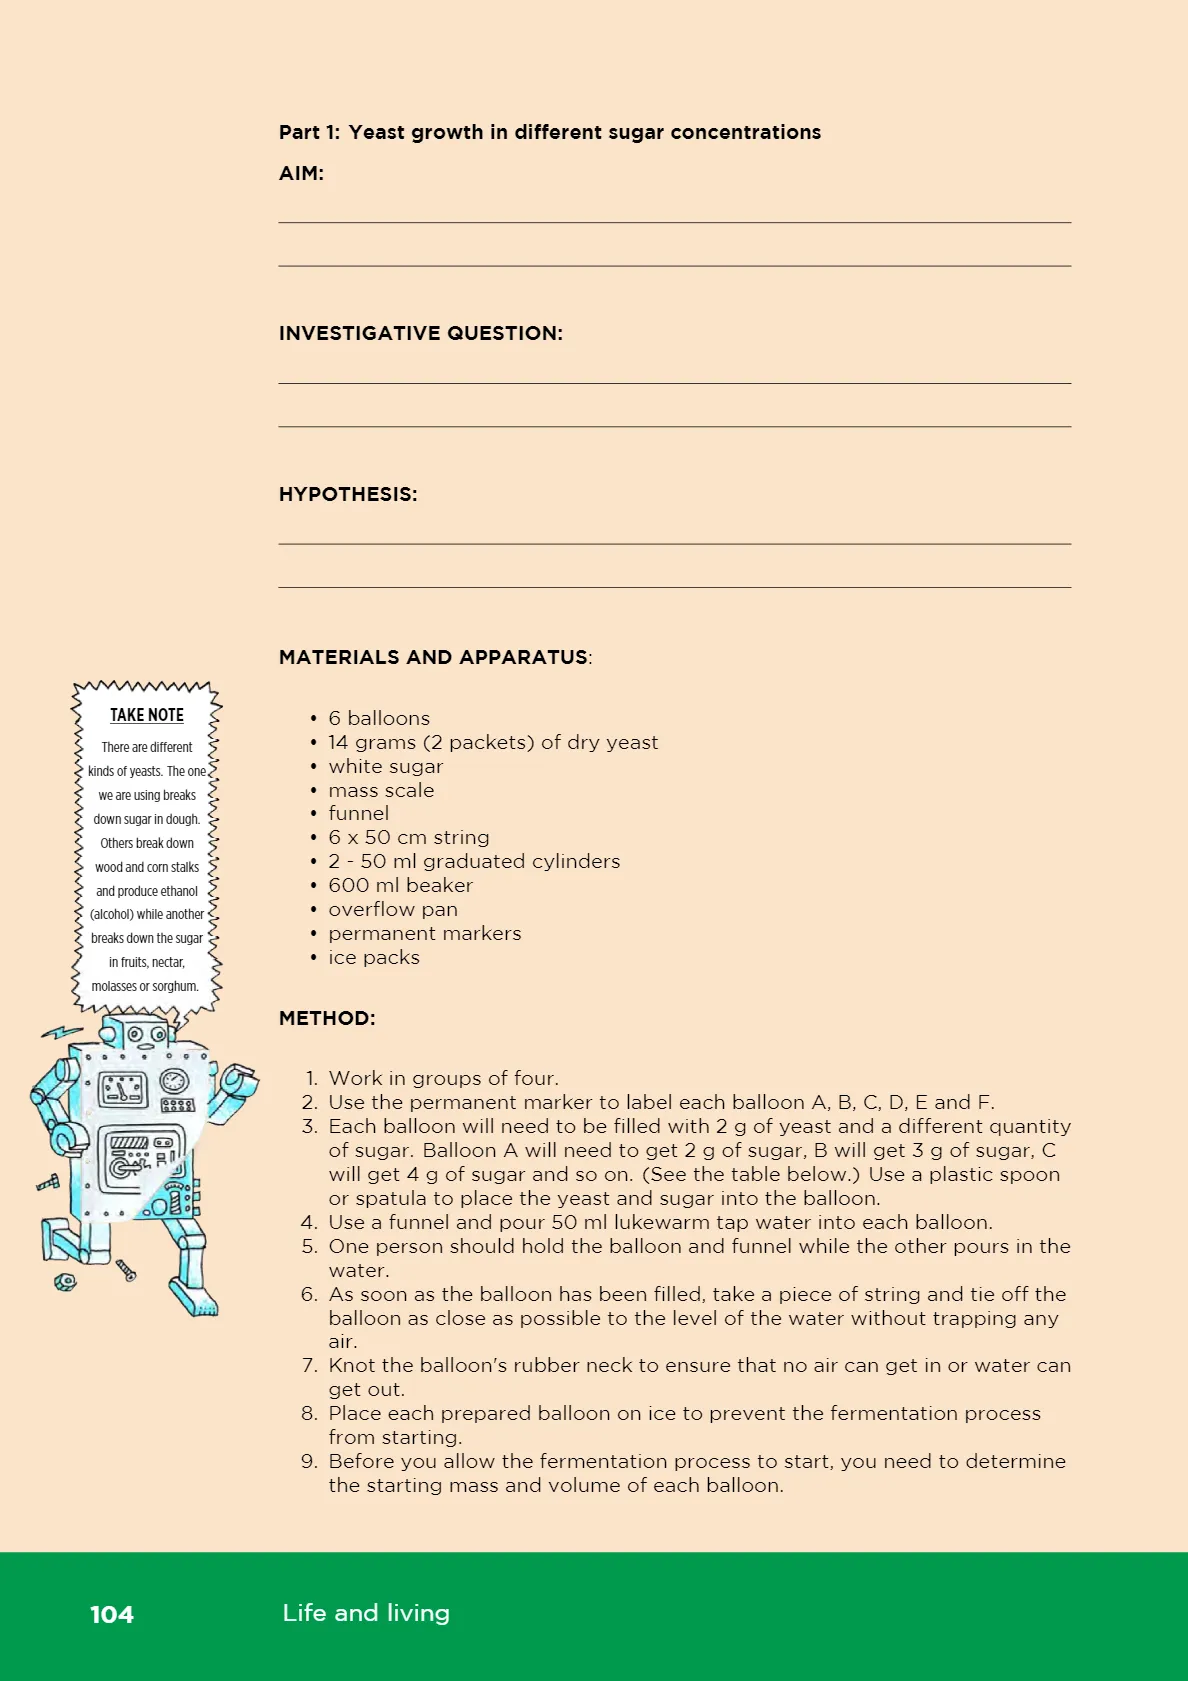 Part 1: Yeast growth in different sugar concentrations
AIM:
INVESTIGATIVE QUESTION:
HYPOTHESIS:
MATERIALS AND APPARATUS:
• 6 balloons
• 14 grams (2 packets) of dry yeast
• white sugar
• mass scale
• funnel
• 6 x 50 cm string
• 2 - 50 ml graduated cylinders
• 600 ml beaker
• overflow pan
• permanent markers
• ice packs
TAKE NOTE
There are different
kinds of yeasts. The one
we are using breaks
down sugar in dough.
Others break down
wood and corn stalks
and produce ethanol
(alcohol) while another
breaks down the sugar
in fruits, nectar,
molasses or sorghum.
METHOD:
1. Work in groups of four.
2. Use the permanent marker to label each balloon A, B, C, D, E and F.
3. Each balloon will need to be filled with 2 g of yeast and a different quantity
of sugar. Balloon A will need to get 2 g of sugar, B will get 3 g of sugar, C
will get 4 g of sugar and so on. (See the table below.) Use a plastic spoon
or spatula to place the yeast and sugar into the balloon.
4. Use a funnel and pour 50 ml lukewarm tap water into each balloon.
5. One person should hold the balloon and funnel while the other pours in the
water.
6. As soon as the balloon has been filled, take a piece of string and tie off the
balloon as close as possible to the level of the water without trapping any
air.
7. Knot the balloon's rubber neck to ensure that no air can get in or water can
get out.
8. Place each prepared balloon on ice to prevent the fermentation process
from starting.
9. Before you allow the fermentation process to start, you need to determine
the starting mass and volume of each balloon.
104
Life and living